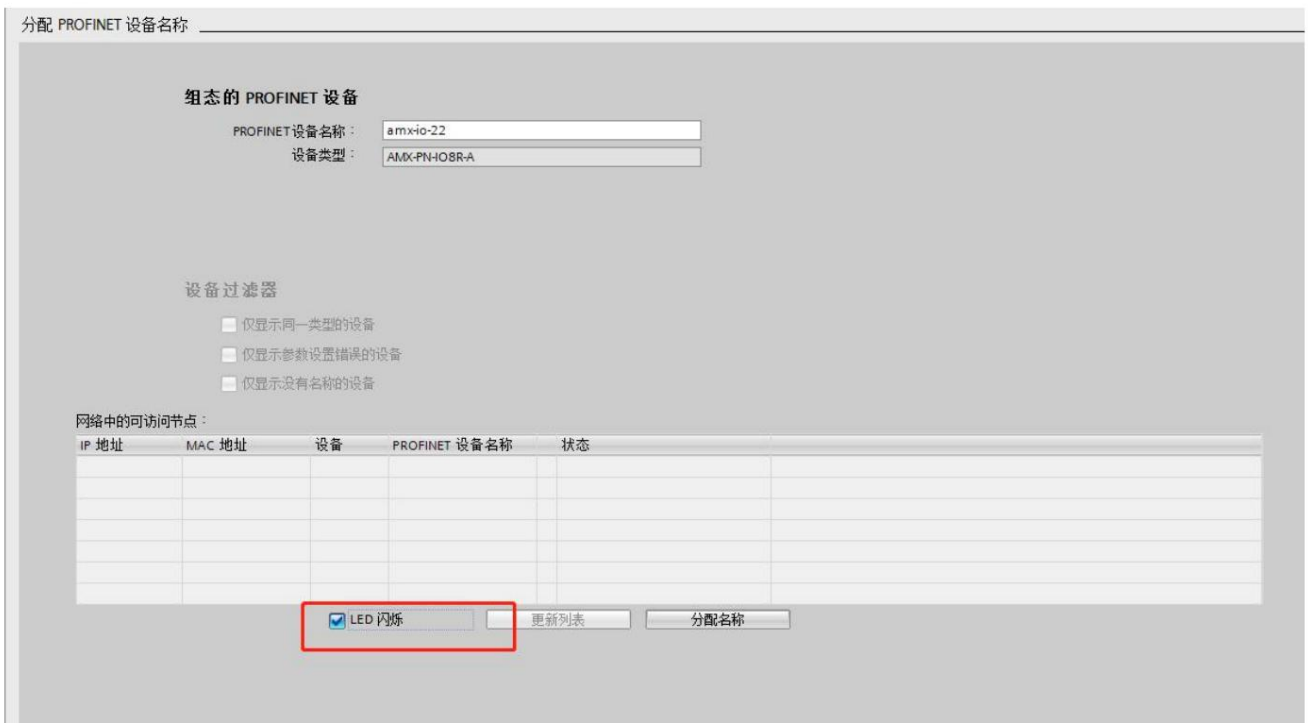 分配 PROFINET 设备名称
组态的 PROFINET 设备
PROFINET设备名称： amx-io-22
设备类型： AMX-PN-IO8R-A
设备过滤器
仅显示同一类型的设备
仅显示参数设置错误的设备
仅显示没有名称的设备
网络中的可访问节点：
IP 地址 MAC 地址 设备 PROFINET 设备名称 状态
LED 闪烁 更新列表 分配名称